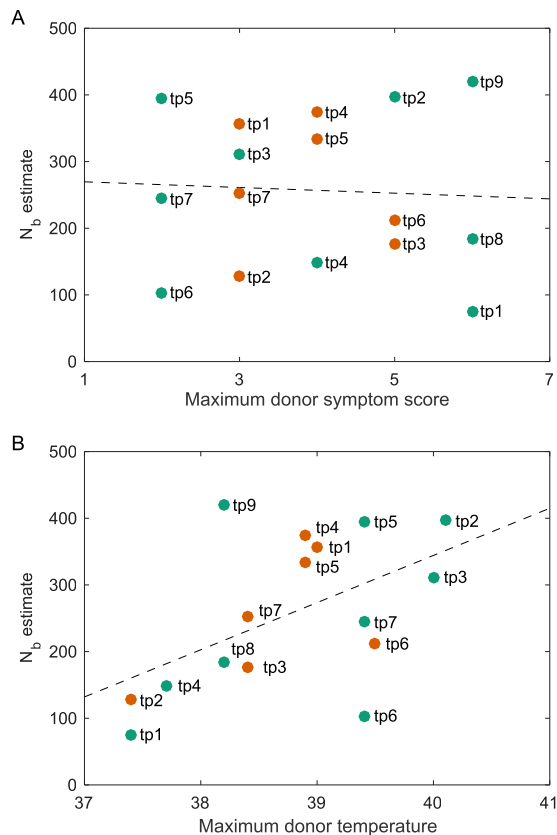 A
500
400
300
200
100
0
N_b estimate
tp9
tp5
tp2
tp4
tp1
tp5
tp3
tp7
tp7
tp6
tp3
tp8
tp4
tp2
tp6
tp1
1
3
5
7
Maximum donor symptom score
B
500
400
300
200
100
0
N_b estimate
tp9
tp5
tp2
tp4
tp1
tp5
tp3
tp7
tp7
tp6
tp8
tp3
tp4
tp2
tp6
tp1
37
38
39
40
41
Maximum donor temperature